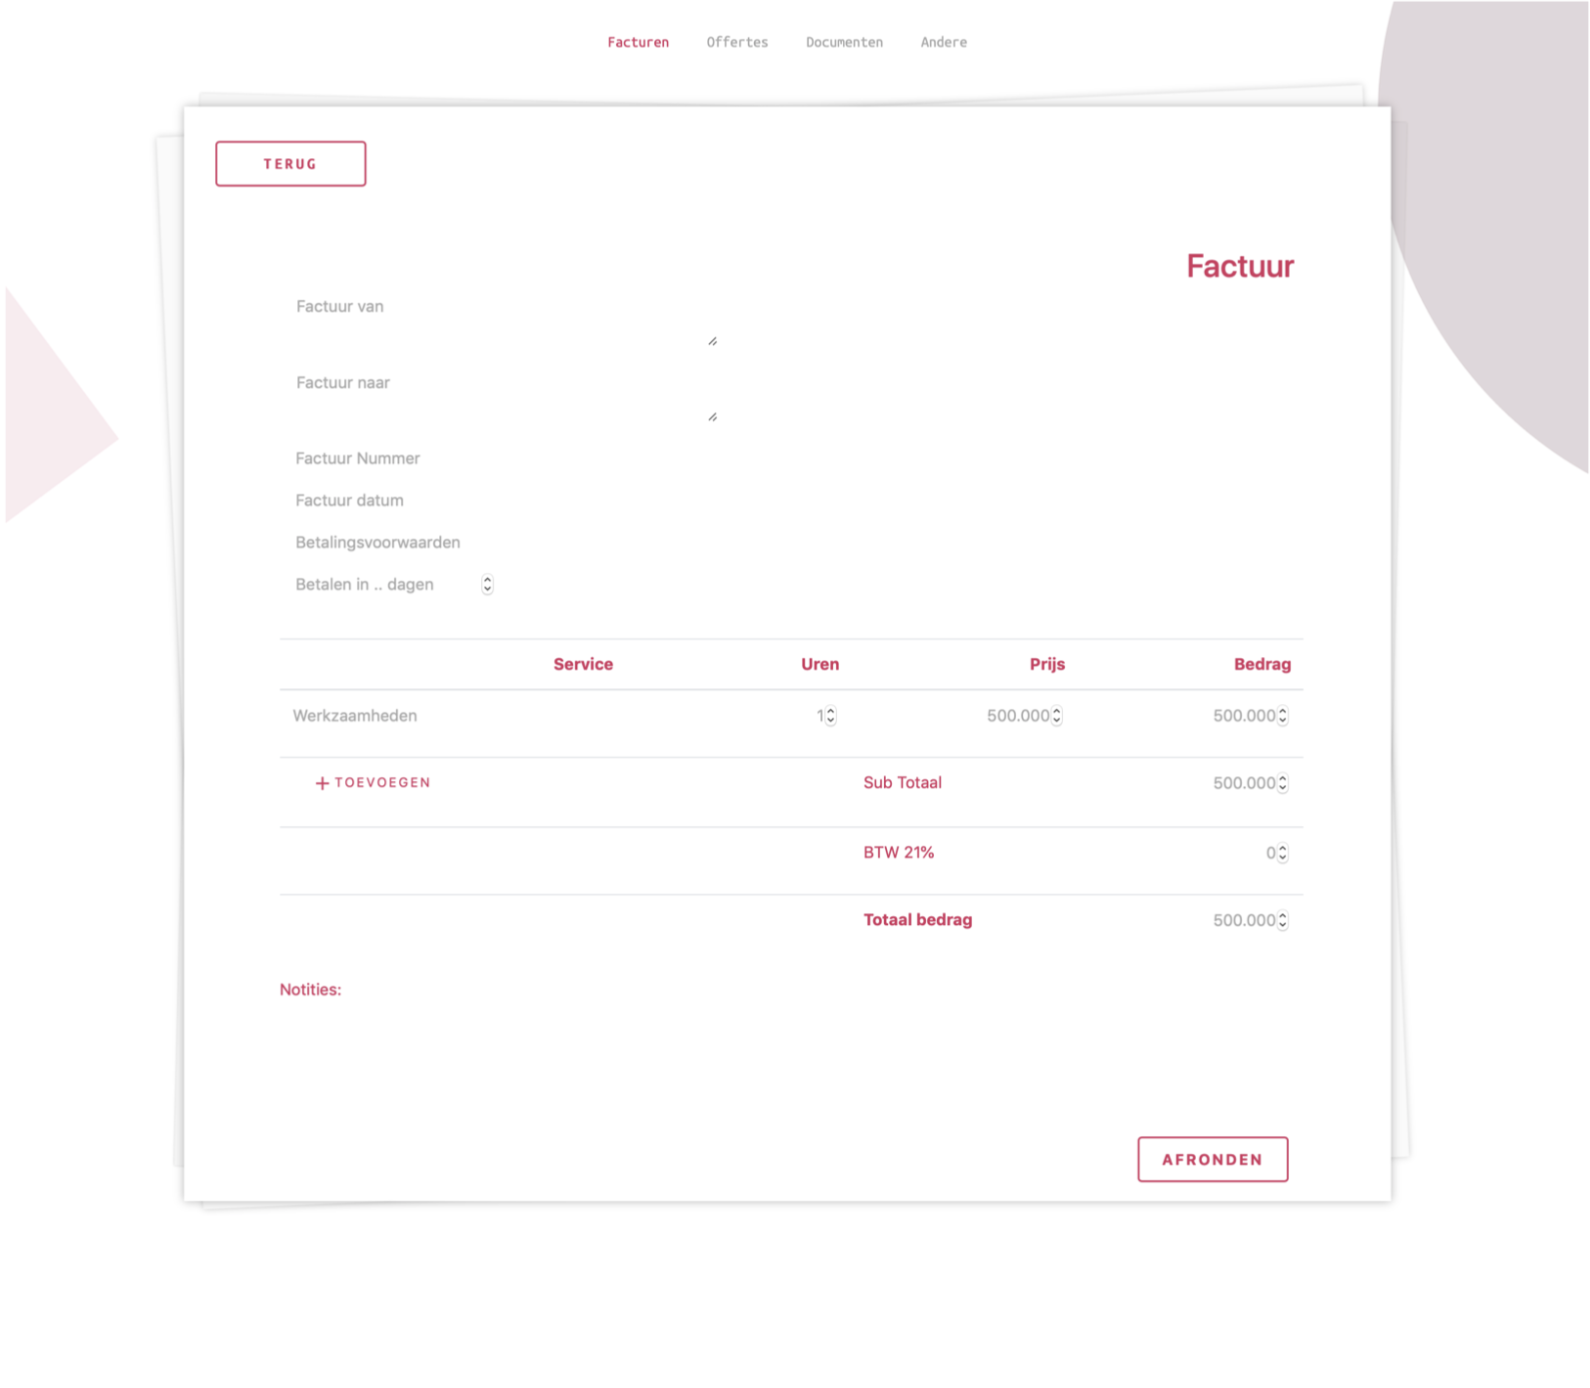 Facturen Offertes Documenten Andere
TERUG
Factuur
Factuur van
Factuur naar
Factuur Nummer
Factuur datum
Betalingsvoorwaarden
Betalen in .. dagen
Service Uren Prijs Bedrag
Werkzaamheden 1 500.000 500.000
+ TOEVOEGEN Sub Totaal 500.000
BTW 21% 0
Totaal bedrag 500.000
Notities:
AFRONDEN